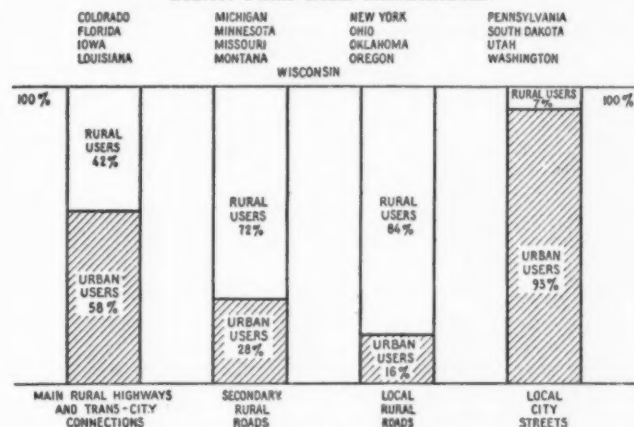 COLORADO
FLORIDA
IOWA
LOUISIANA
MICHIGAN
MINNESOTA
MISSOURI
MONTANA
NEW YORK
OHIO
OKLAHOMA
OREGON
PENNSYLVANIA
SOUTH DAKOTA
UTAH
WASHINGTON
WISCONSIN
100%
RURAL
USERS
42%
URBAN
USERS
58%
RURAL
USERS
72%
URBAN
USERS
28%
RURAL
USERS
84%
URBAN
USERS
16%
RURAL USERS
7%
URBAN
USERS
93%
100%
MAIN RURAL HIGHWAYS
AND TRANS-CITY
CONNECTIONS
SECONDARY
RURAL
ROADS
LOCAL
RURAL
ROADS
LOCAL
CITY
STREETS